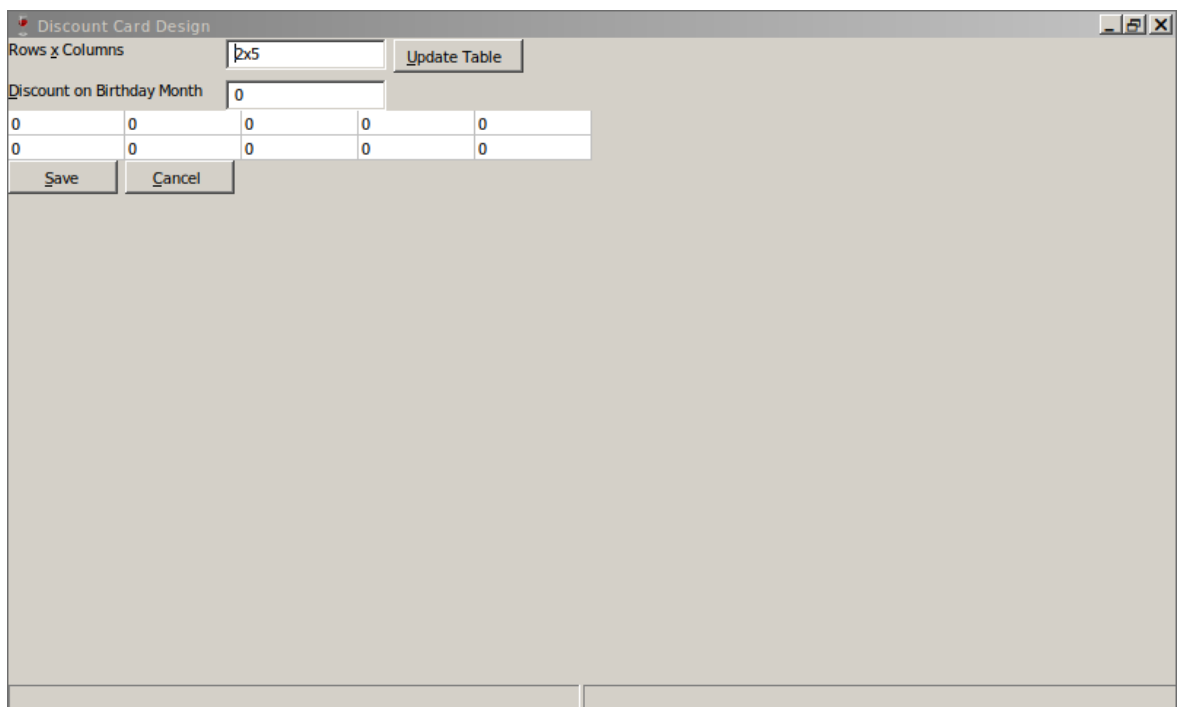 Discount Card Design
Rows x Columns 2x5 Update Table
Discount on Birthday Month 0
0 0 0 0 0
0 0 0 0 0
Save Cancel